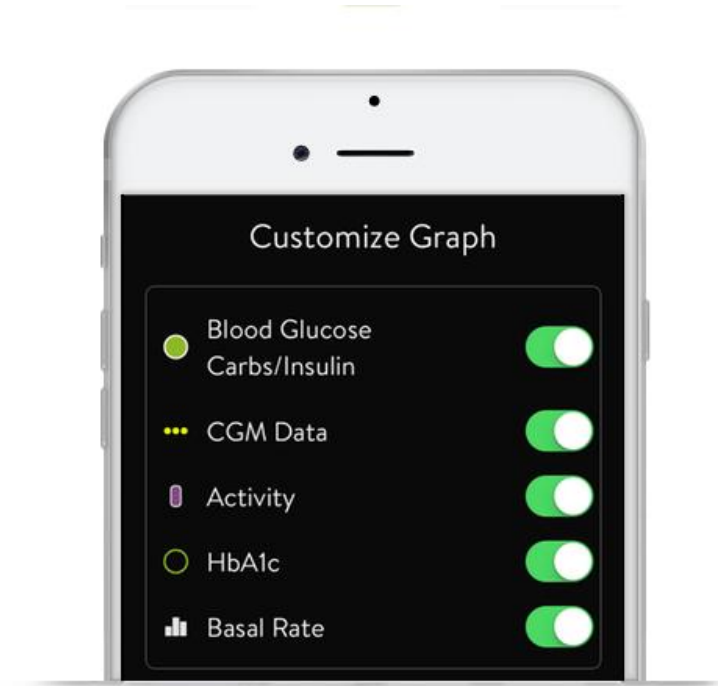 Customize Graph
Blood Glucose
Carbs/Insulin
CGM Data
Activity
HbA1c
Basal Rate